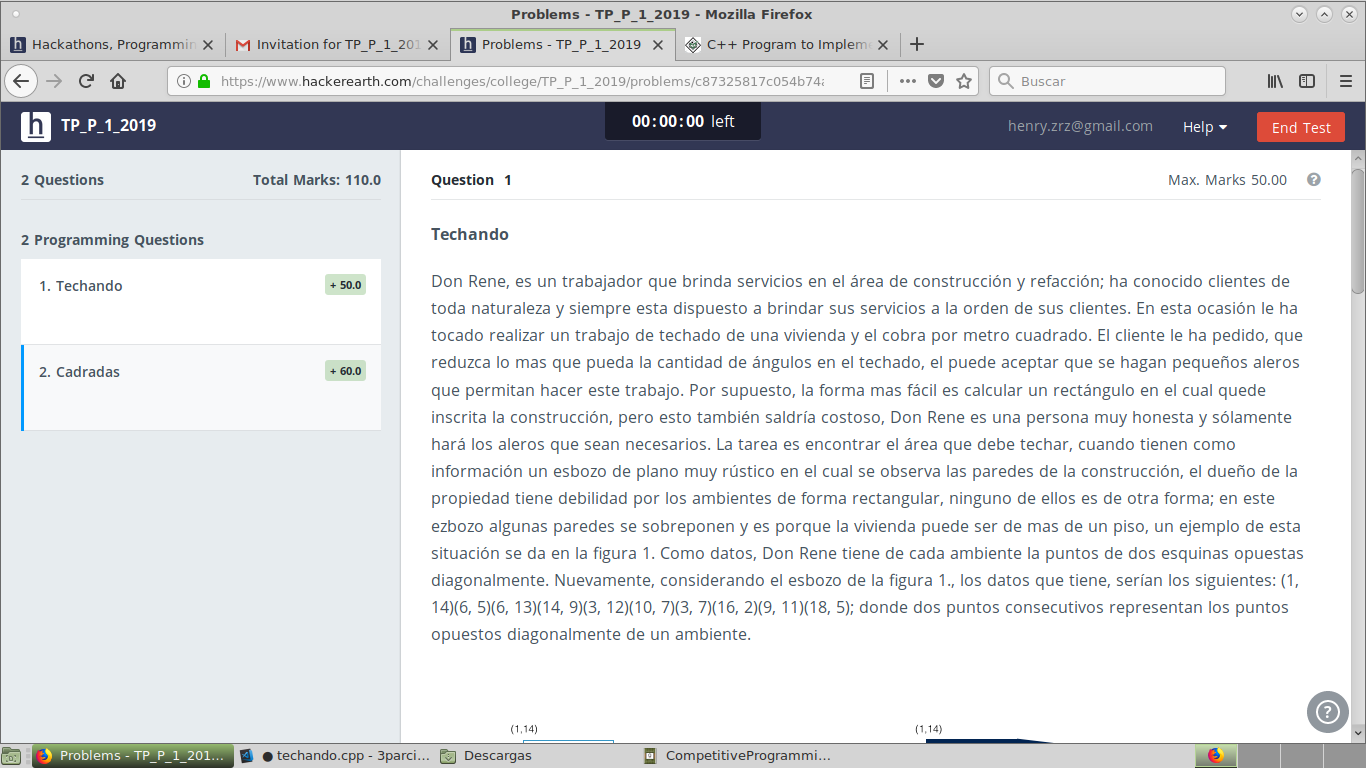 Problems - TP_P_1_2019 - Mozilla Firefox
Hackathons, Programmin
Invitation for TP_P_1_201
Problems - TP_P_1_2019
C++ Program to Implem
https://www.hackerearth.com/challenges/college/TP_P_1_2019/problems/c87325817c054b74
Buscar
h TP_P_1_2019
00:00:00 left
henry.zrz@gmail.com
Help
End Test
2 Questions
Total Marks: 110.0
Question 1
Max. Marks 50.00
2 Programming Questions
1. Techando
+ 50.0
2. Cadradas
+ 60.0
Techando
Don Rene, es un trabajador que brinda servicios en el área de construcción y refacción; ha conocido clientes de
toda naturaleza y siempre esta dispuesto a brindar sus servicios a la orden de sus clientes. En esta ocasión le ha
tocado realizar un trabajo de techado de una vivienda y el cobra por metro cuadrado. El cliente le ha pedido, que
reduzca lo mas que pueda la cantidad de ángulos en el techado, el puede aceptar que se hagan pequeños aleros
que permitan hacer este trabajo. Por supuesto, la forma mas fácil es calcular un rectángulo en el cual quede
inscrita la construcción, pero esto también saldría costoso, Don Rene es una persona muy honesta y sólamente
hará los aleros que sean necesarios. La tarea es encontrar el área que debe techar, cuando tienen como
información un esbozo de plano muy rústico en el cual se observa las paredes de la construcción, el dueño de la
propiedad tiene debilidad por los ambientes de forma rectangular, ninguno de ellos es de otra forma; en este
ezbozo algunas paredes se sobreponen y es porque la vivienda puede ser de mas de un piso, un ejemplo de esta
situación se da en la figura 1. Como datos, Don Rene tiene de cada ambiente la puntos de dos esquinas opuestas
diagonalmente. Nuevamente, considerando el esbozo de la figura 1., los datos que tiene, serían los siguientes: (1,
14)(6, 5)(6, 13)(14, 9)(3, 12)(10, 7)(3, 7)(16, 2)(9, 11)(18, 5); donde dos puntos consecutivos representan los puntos
opuestos diagonalmente de un ambiente.
(1,14)
(1,14)
Problems - TP_P_1_201...
● techando.cpp - 3parci...
Descargas
CompetitiveProgrammi...